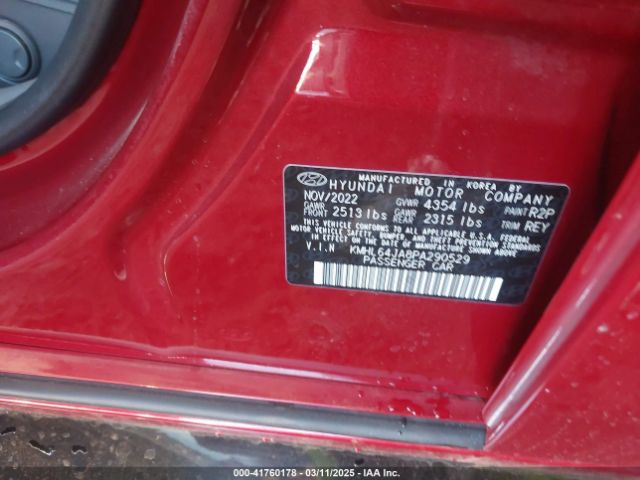 MANUFACTURED IN KOREA BY
HYUNDAI MOTOR COMPANY
NOV/2022 GVWR 4354 lbs PAINT R2P
GAWR FRONT 2513 lbs GAWR REAR 2315 lbs TRIM REY
THIS VEHICLE CONFORMS TO ALL APPLICABLE U.S.A. FEDERAL
MOTOR VEHICLE SAFETY, BUMPER, AND THEFT PREVENTION
STANDARDS IN EFFECT ON THE DATE OF MANUFACTURE SHOWN ABOVE.
V.I.N KMHL64JA8PA290529
PASSENGER CAR
000-41760178 - 03/11/2025 - IAA Inc.